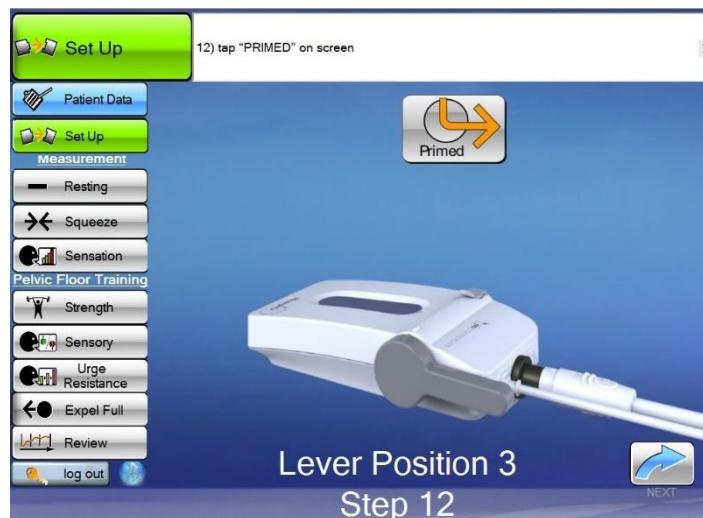 Set Up
12) tap “PRIMED” on screen
Patient Data
Set Up
Measurement
Resting
Squeeze
Sensation
Pelvic Floor Training
Strength
Sensory
Urge
Resistance
Expel Full
Review
log out
Primed
Lever Position 3
Step 12
NEXT